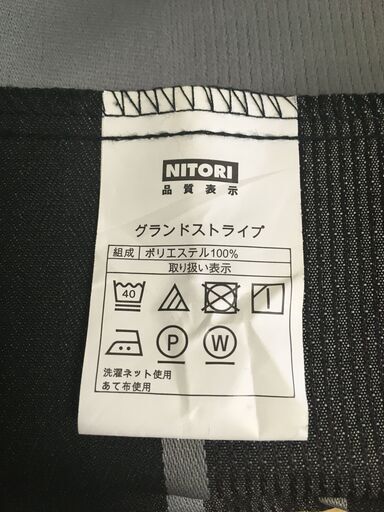 NITORI
品質表示
グランドストライプ
組成 ポリエステル100%
取り扱い表示
40
P W
洗濯ネット使用
あて布使用